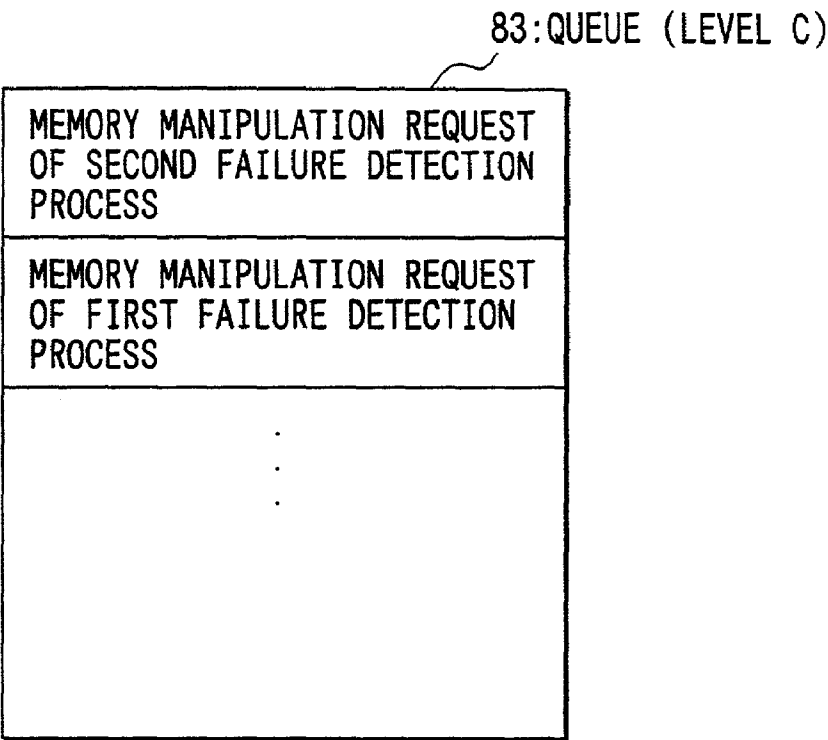 83:QUEUE (LEVEL C)
MEMORY MANIPULATION REQUEST
OF SECOND FAILURE DETECTION
PROCESS
MEMORY MANIPULATION REQUEST
OF FIRST FAILURE DETECTION
PROCESS